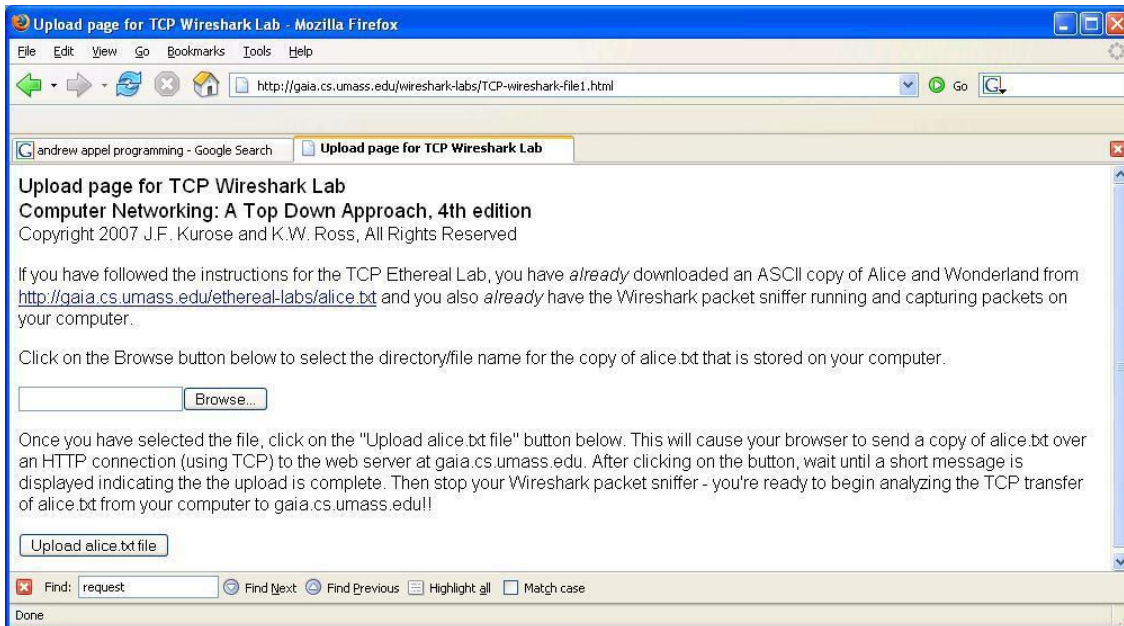 Upload page for TCP Wireshark Lab - Mozilla Firefox
File Edit View Go Bookmarks Tools Help
http://gaia.cs.umass.edu/wireshark-labs/TCP-wireshark-file1.html Go G
G andrew appel programming - Google Search Upload page for TCP Wireshark Lab
Upload page for TCP Wireshark Lab
Computer Networking: A Top Down Approach, 4th edition
Copyright 2007 J.F. Kurose and K.W. Ross, All Rights Reserved
If you have followed the instructions for the TCP Ethereal Lab, you have already downloaded an ASCII copy of Alice and Wonderland from
http://gaia.cs.umass.edu/ethereal-labs/alice.txt and you also already have the Wireshark packet sniffer running and capturing packets on
your computer.
Click on the Browse button below to select the directory/file name for the copy of alice.txt that is stored on your computer.
Browse...
Once you have selected the file, click on the "Upload alice.txt file" button below. This will cause your browser to send a copy of alice.txt over
an HTTP connection (using TCP) to the web server at gaia.cs.umass.edu. After clicking on the button, wait until a short message is
displayed indicating the the upload is complete. Then stop your Wireshark packet sniffer - you're ready to begin analyzing the TCP transfer
of alice.txt from your computer to gaia.cs.umass.edu!!
Upload alice.txt file
Find: request Find Next Find Previous Highlight all Match case
Done